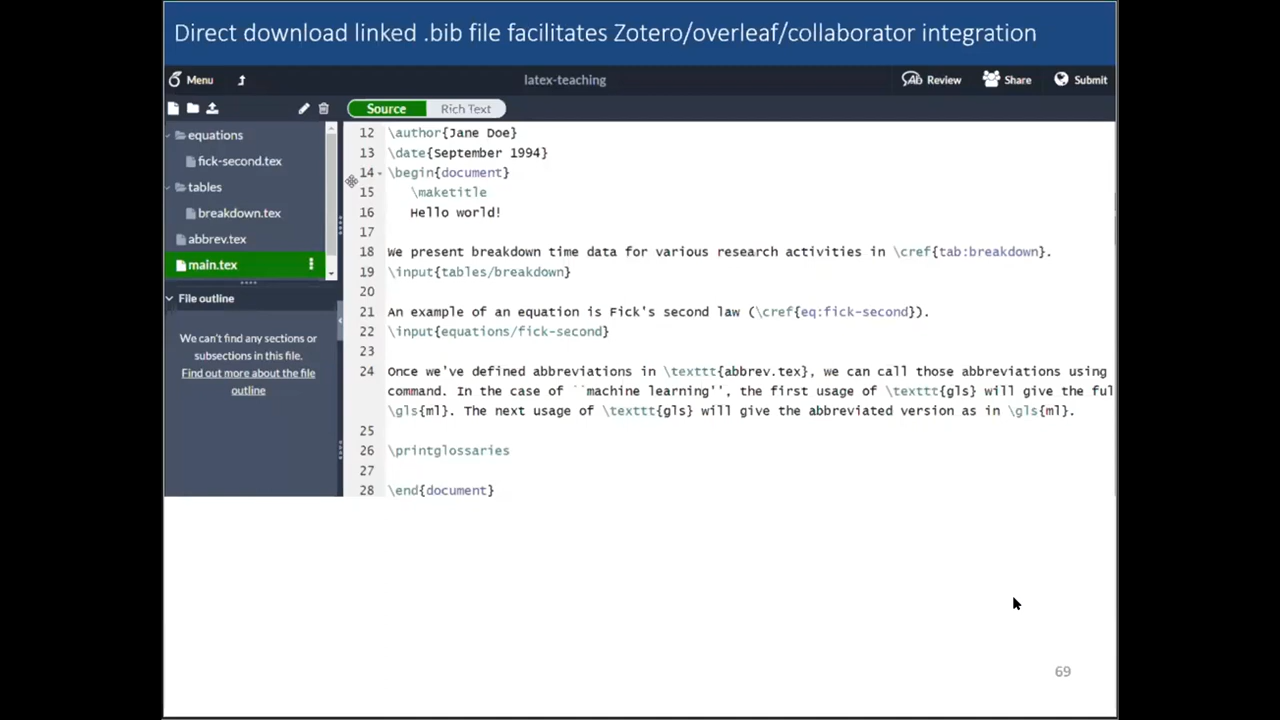 Direct download linked .bib file facilitates Zotero/overleaf/collaborator integration
Menu
latex-teaching
Review
Share
Submit
Source
Rich Text
equations
fick-second.tex
tables
breakdown.tex
abbrev.tex
main.tex
File outline
We can't find any sections or
subsections in this file.
Find out more about the file
outline
12 \author{Jane Doe}
13 \date{September 1994}
14 \begin{document}
15 \maketitle
16 Hello world!
17
18 We present breakdown time data for various research activities in \cref{tab:breakdown}.
19 \input{tables/breakdown}
20
21 An example of an equation is Fick's second law (\cref{eq:fick-second}).
22 \input{equations/fick-second}
23
24 Once we've defined abbreviations in \texttt{abbrev.tex}, we can call those abbreviations using
command. In the case of ``machine learning'', the first usage of \texttt{gls} will give the ful
\gls{ml}. The next usage of \texttt{gls} will give the abbreviated version as in \gls{ml}.
25
26 \printglossaries
27
28 \end{document}
69